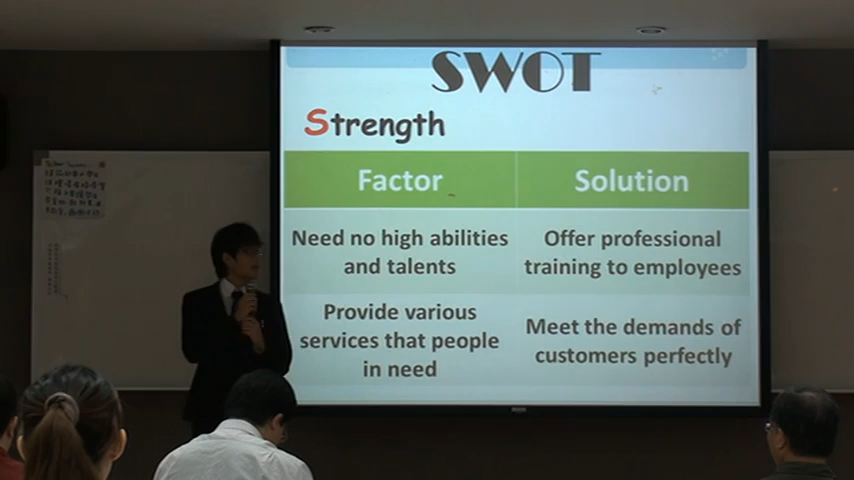 SWOT
Strength
Factor
Solution
Need no high abilities
and talents
Offer professional
training to employees
Provide various
services that people
in need
Meet the demands of
customers perfectly